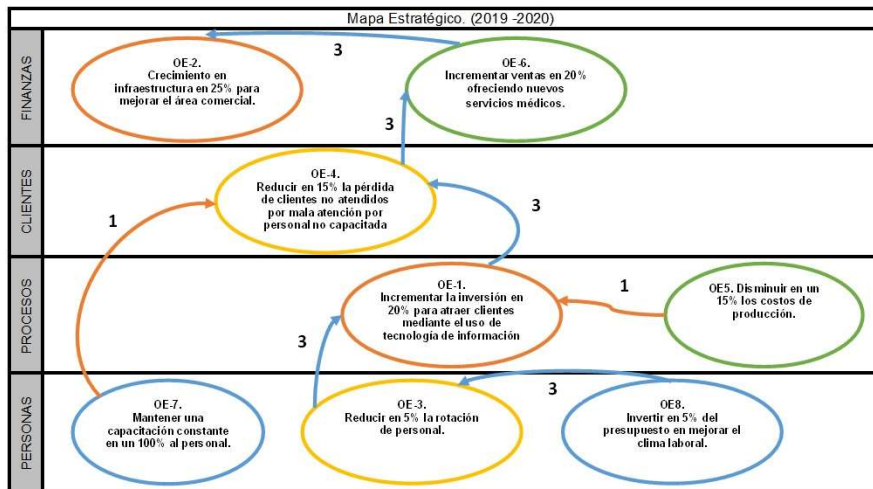 Mapa Estratégico. (2019 -2020)
FINANZAS
OE-2.
Crecimiento en
infraestructura en 25% para
mejorar el área comercial.
3
OE-6.
Incrementar ventas en 20%
ofreciendo nuevos
servicios médicos.
3
CLIENTES
1
OE-4.
Reducir en 15% la pérdida
de clientes no atendidos
por mala atención por
personal no capacitada
3
PROCESOS
3
OE-1.
Incrementar la inversión en
20% para atraer clientes
mediante el uso de
tecnología de información
1
OE5. Disminuir en un
15% los costos de
producción.
PERSONAS
OE-7.
Mantener una
capacitación constante
en un 100% al personal.
OE-3.
Reducir en 5% la rotación
de personal.
3
OE8.
Invertir en 5% del
presupuesto en mejorar el
clima laboral.